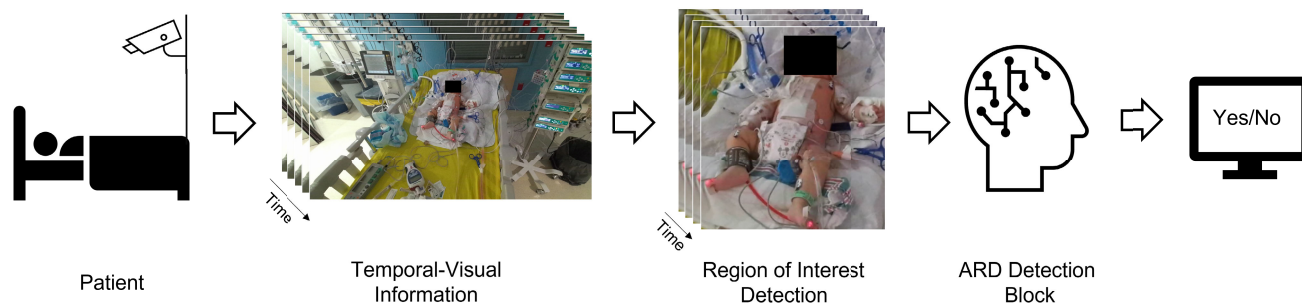 Yes/No
Time
Time
Patient
Temporal-Visual
Information
Region of Interest
Detection
ARD Detection
Block